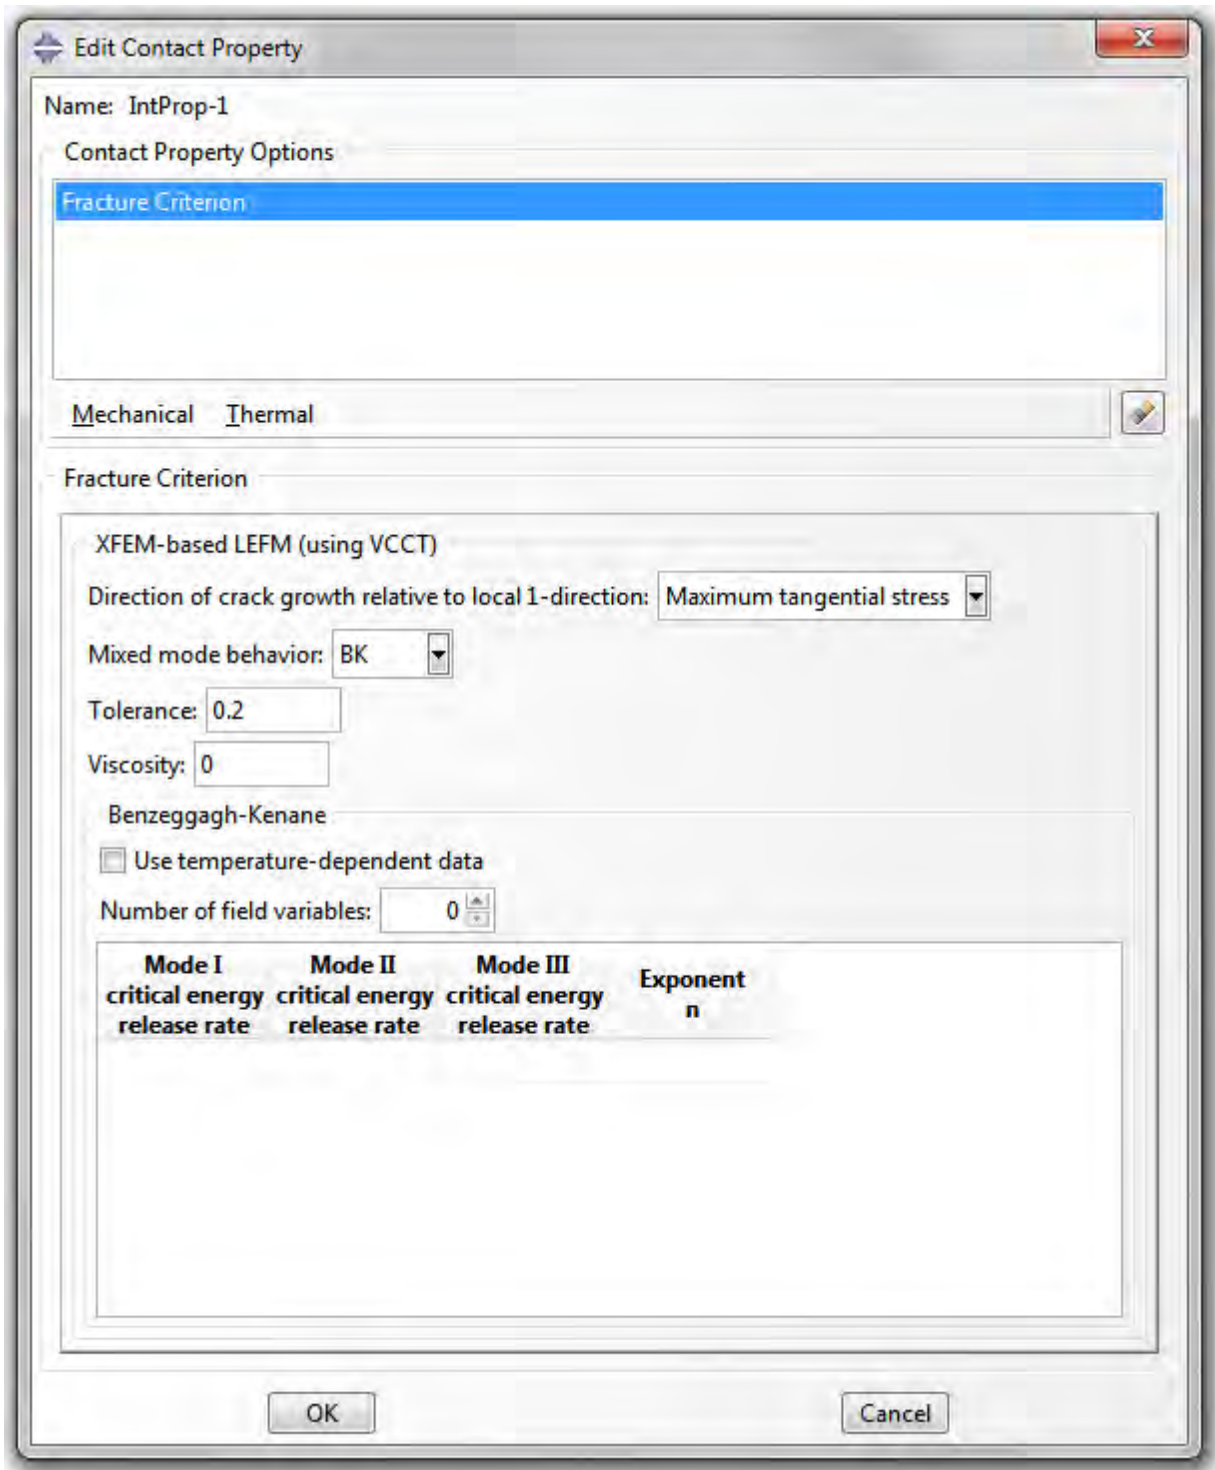 Edit Contact Property
Name: IntProp-1
Contact Property Options
Fracture Criterion
Mechanical Thermal
Fracture Criterion
XFEM-based LEFM (using VCCT)
Direction of crack growth relative to local 1-direction: Maximum tangential stress
Mixed mode behavior: BK
Tolerance: 0.2
Viscosity: 0
Benzeggagh-Kenane
Use temperature-dependent data
Number of field variables: 0
Mode I Mode II Mode III
critical energy critical energy critical energy Exponent
release rate release rate release rate n
OK Cancel